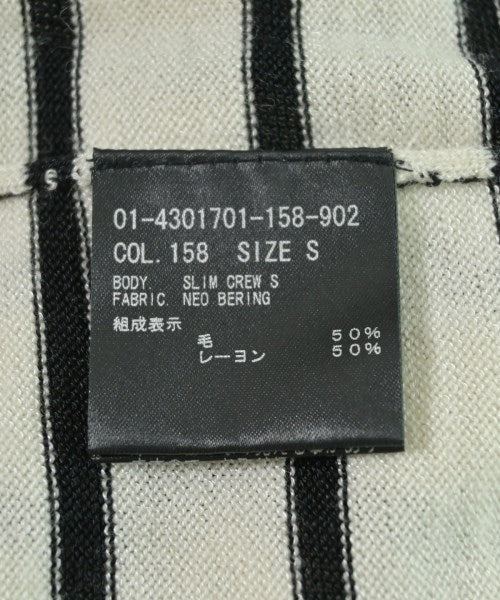 01-4301701-158-902
COL. 158 SIZE S
BODY. SLIM CREW S
FABRIC. NEO BERING
組成表示
毛 50%
レーヨン 50%